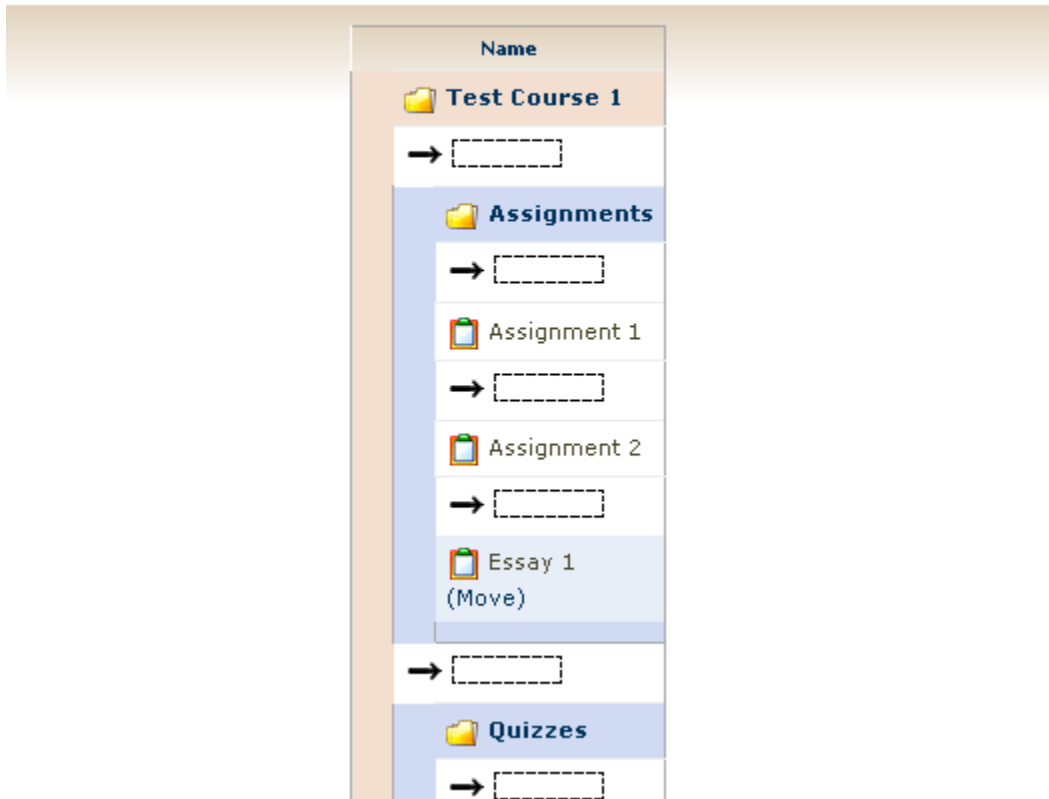 Name
Test Course 1
Assignments
Assignment 1
Assignment 2
Essay 1
(Move)
Quizzes